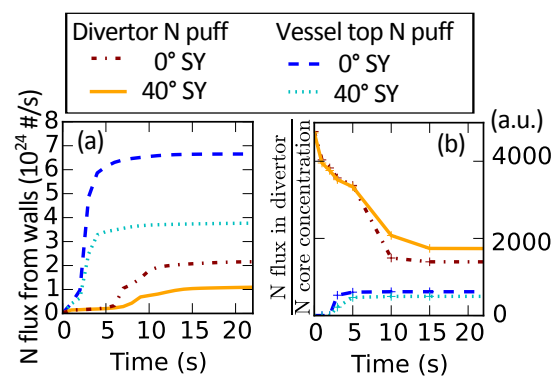 Divertor N puff Vessel top N puff
0° SY 0° SY
40° SY 40° SY
N flux from walls (10²⁴ #/s)
8
7
6
5
4
3
2
1
0
(a)
0 5 10 15 20
Time (s)
N flux in divertor
N core concentration
(b)
(a.u.)
4000
2000
0
0 5 10 15 20
Time (s)